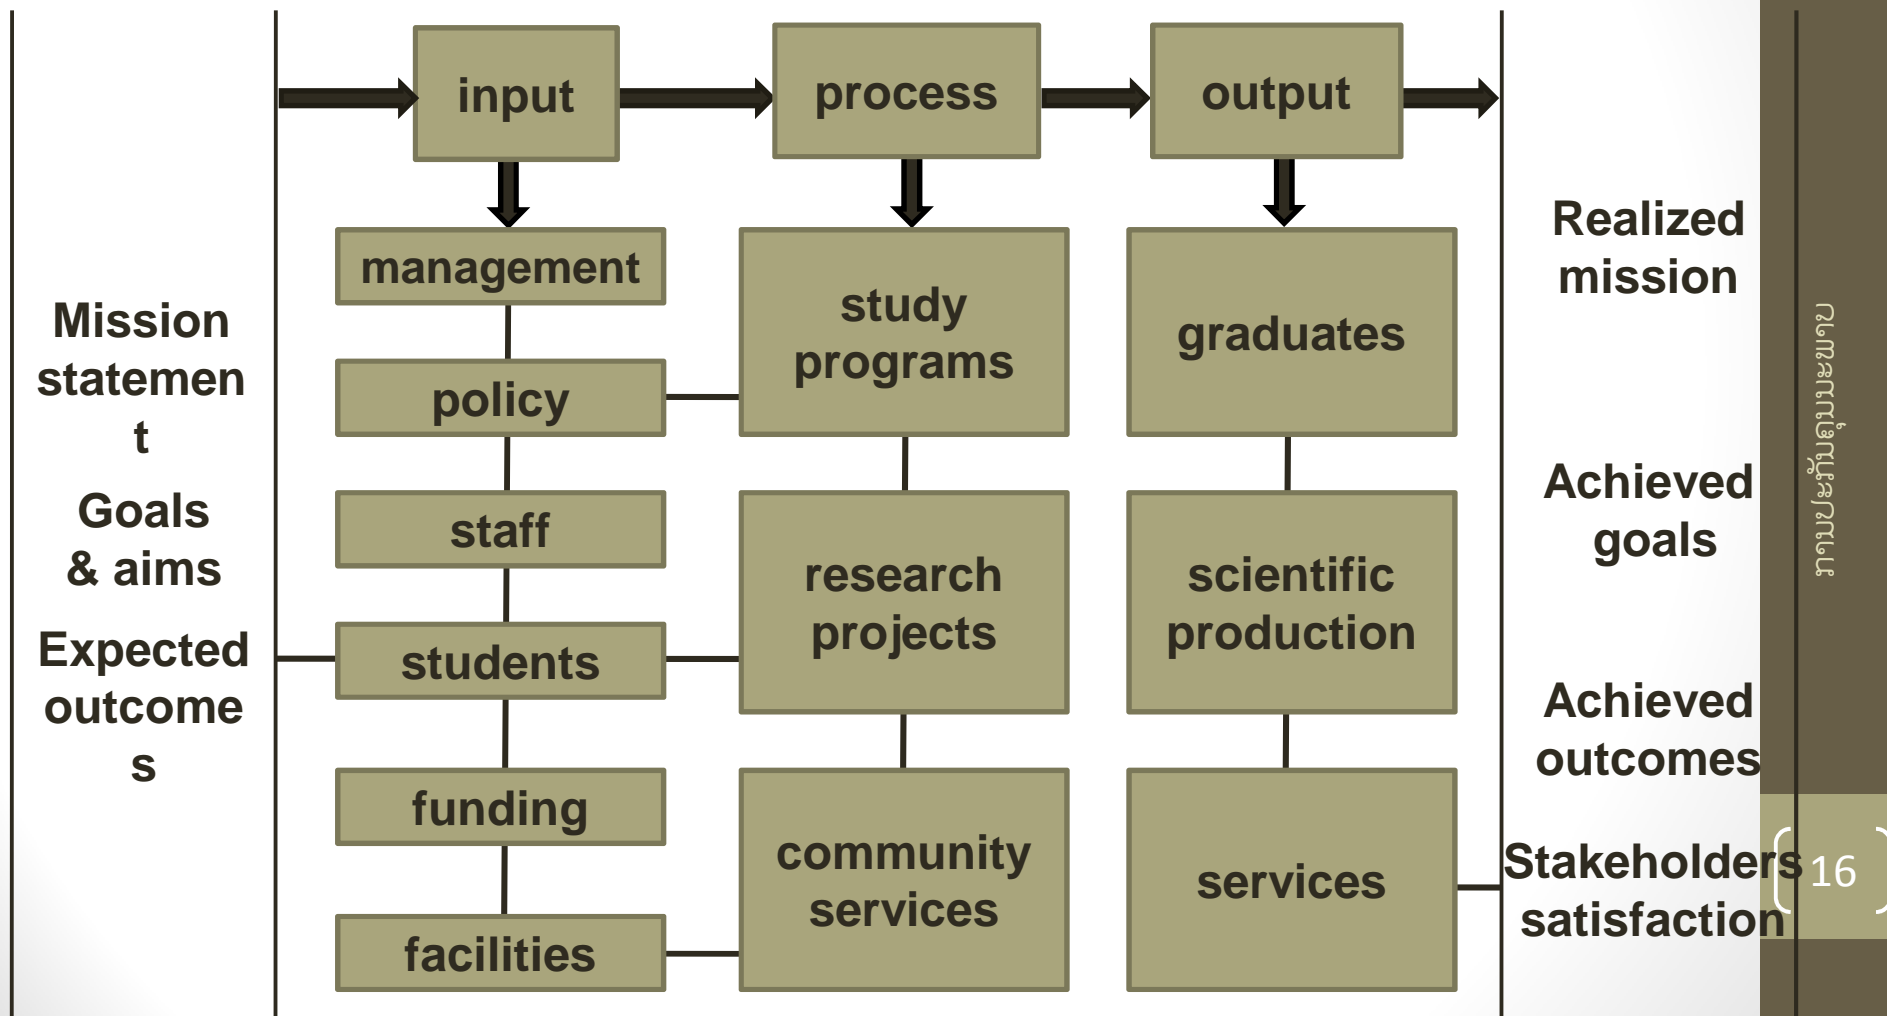 Mission
statemen
t
Goals
& aims
Expected
outcome
s
input
process
output
management
policy
staff
students
funding
facilities
study
programs
research
projects
community
services
graduates
scientific
production
services
Realized
mission
Achieved
goals
Achieved
outcomes
Stakeholders
satisfaction
16